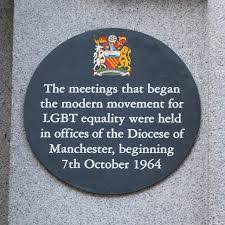 The meetings that began
the modern movement for
LGBT equality were held
in offices of the Diocese of
Manchester, beginning
7th October 1964